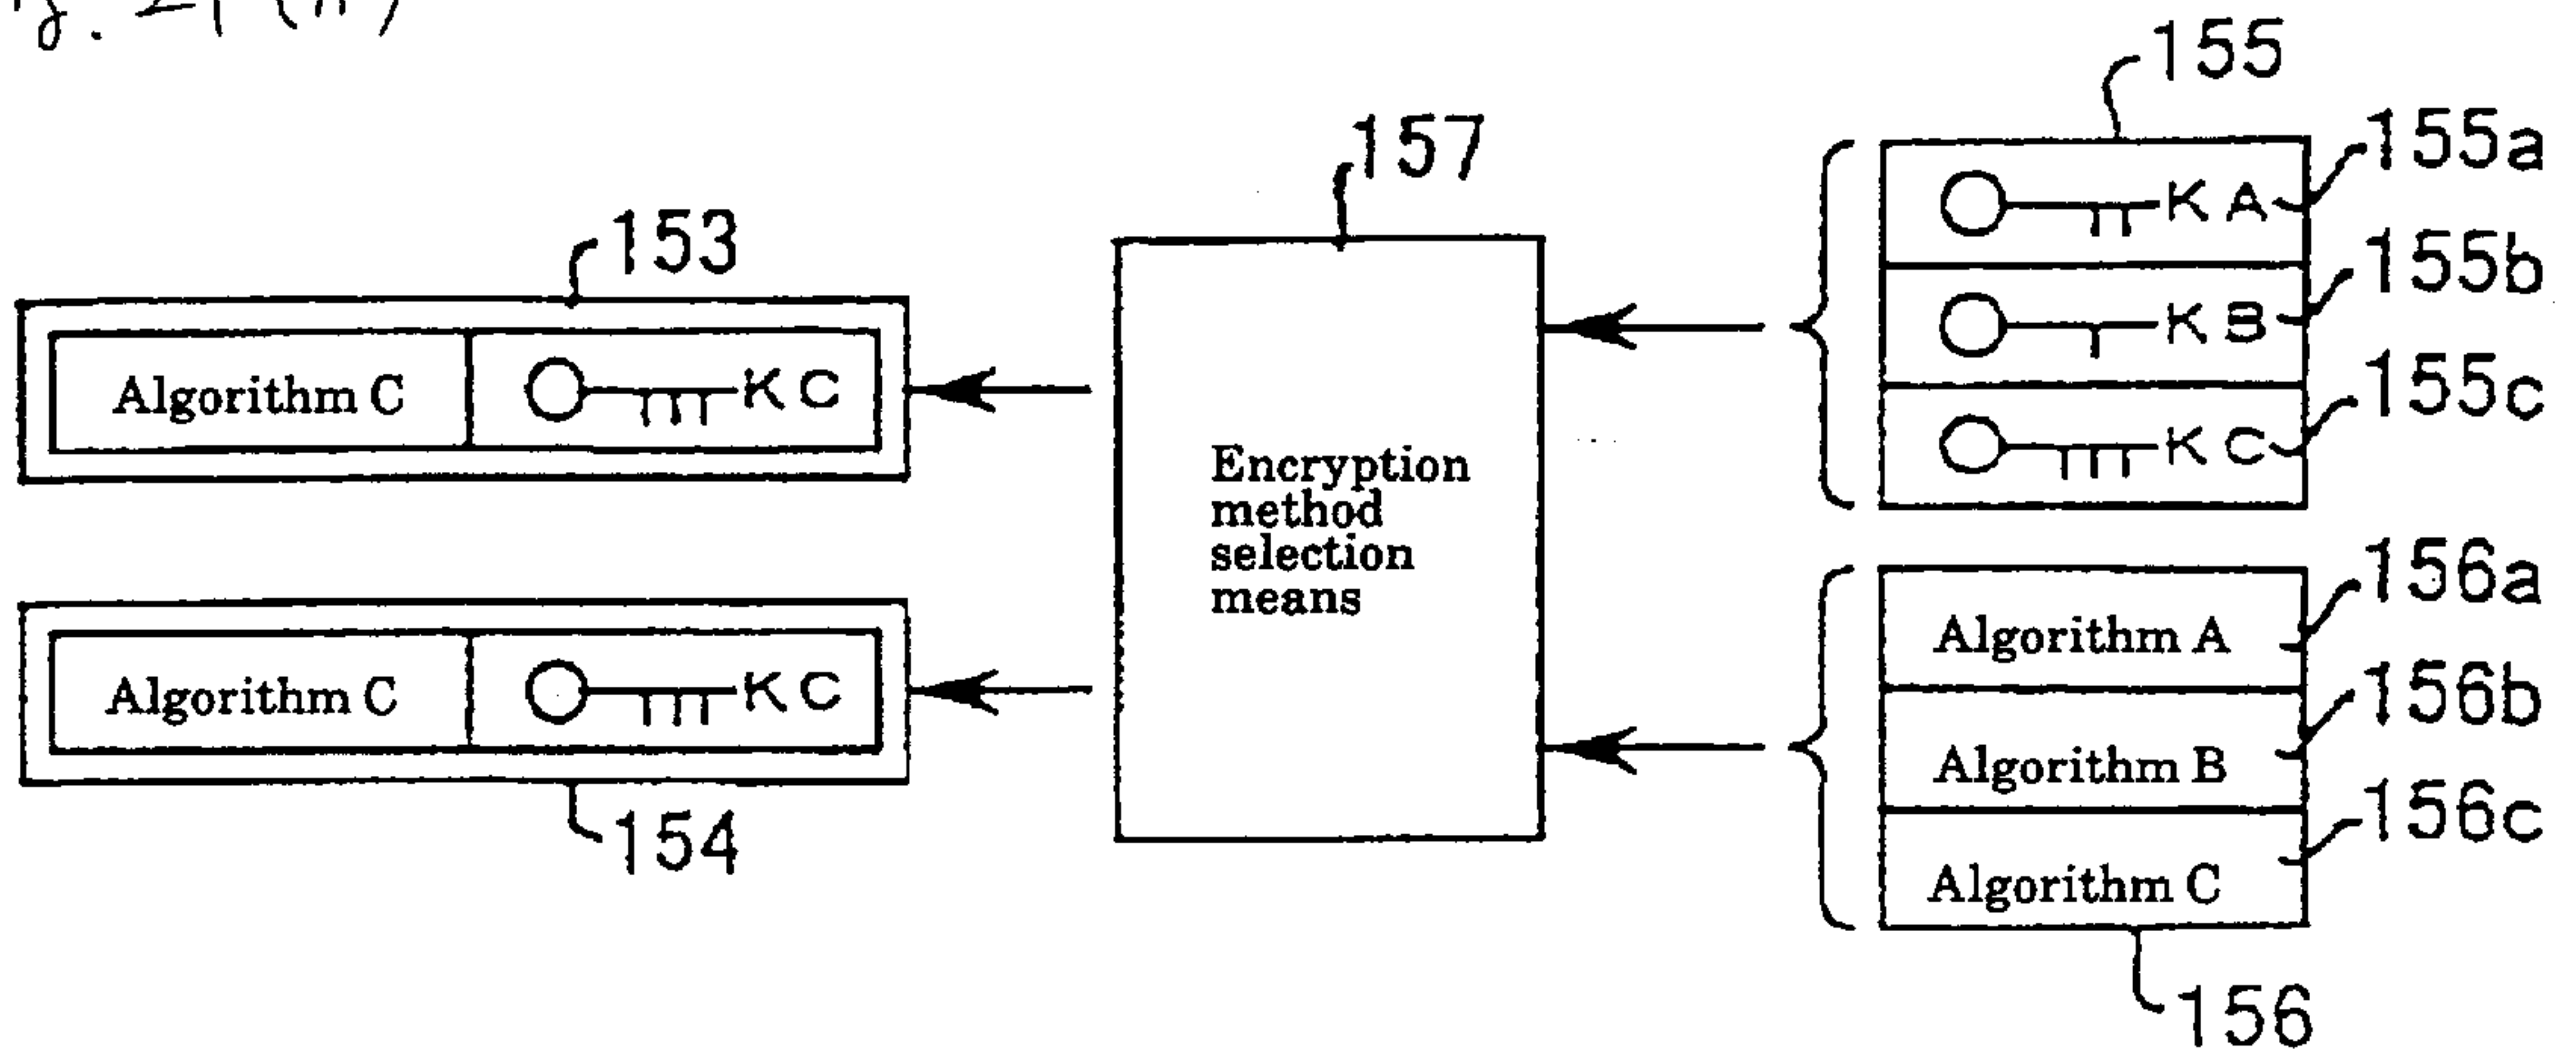 155
155a
157
KA
153
155b
KB
Algorithm C
KC
155c
KC
Encryption
method
selection
means
156a
Algorithm A
156b
Algorithm C
KC
Algorithm B
154
156c
Algorithm C
156